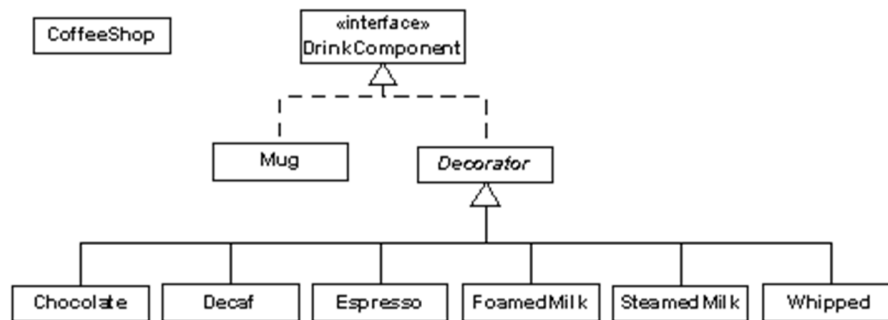 CoffeeShop
«interface»
DrinkComponent
Mug
Decorator
Chocolate
Decaf
Espresso
FoamedMilk
SteamedMilk
Whipped